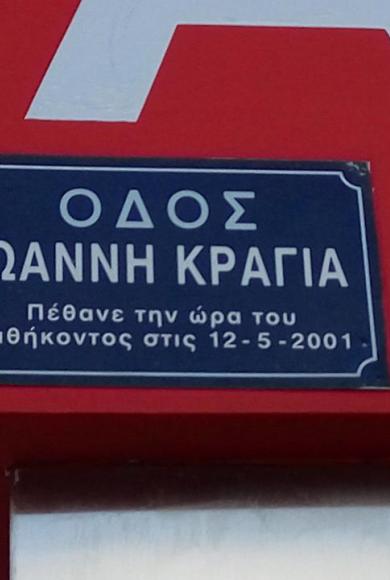 ΟΔΟΣ
ΩΑΝΝΗ ΚΡΑΓΙΑ
Πέθανε την ώρα του
αθήκοντος στις 12-5-2001